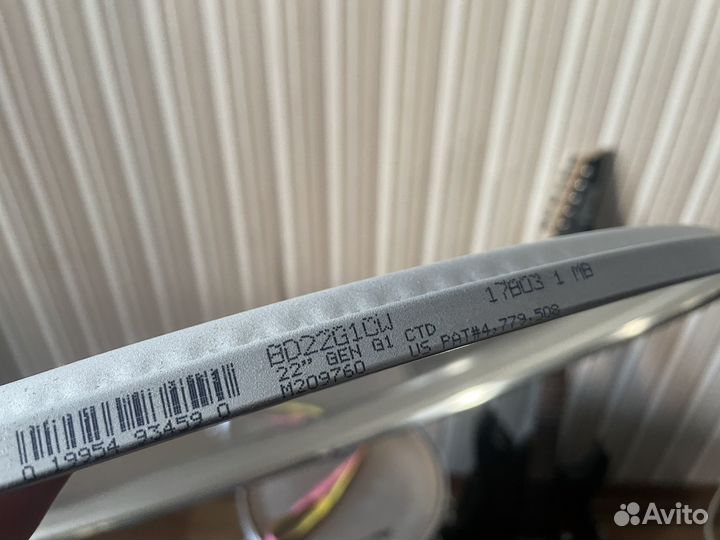 BD22G1CW
22" GEN G1 CTD
M209760
US PAT#4,779,508
17803 1 MB
0 19954 93459 0
Avito